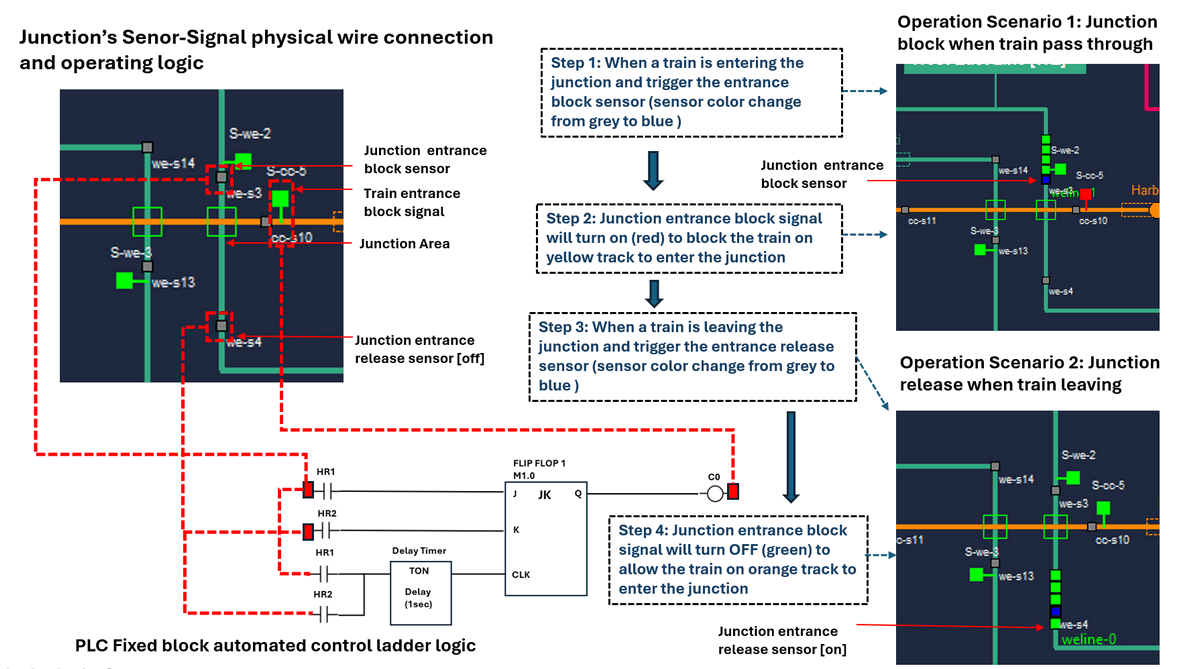 Junction's Senor-Signal physical wire connection
and operating logic
S-we-2
we-s14
S-cc-5
we-s3
cc-s10
S-we-3
we-s13
we-s4
Junction entrance
block sensor
Train entrance
block signal
Junction Area
Junction entrance
release sensor [off]
Step 1: When a train is entering the
junction and trigger the entrance
block sensor (sensor color change
from grey to blue )
Step 2: Junction entrance block signal
will turn on (red) to block the train on
yellow track to enter the junction
Step 3: When a train is leaving the
junction and trigger the entrance release
sensor (sensor color change from grey to
blue )
Step 4: Junction entrance block
signal will turn OFF (green) to
allow the train on orange track to
enter the junction
Operation Scenario 1: Junction
block when train pass through
Junction entrance
block sensor
S-we-2
we-s14
S-cc-5
we-s3
Harb
cc-s11
cc-s10
S-we-3
we-s13
we-s4
Operation Scenario 2: Junction
release when train leaving
S-we-2
we-s14
S-cc-5
we-s3
cc-s11
cc-s10
S-we-3
we-s13
we-s4
weline-0
Junction entrance
release sensor [on]
FLIP FLOP 1
M1.0
HR1
J
JK
Q
C0
HR2
K
HR1
Delay Timer
TON
CLK
HR2
Delay
(1sec)
PLC Fixed block automated control ladder logic